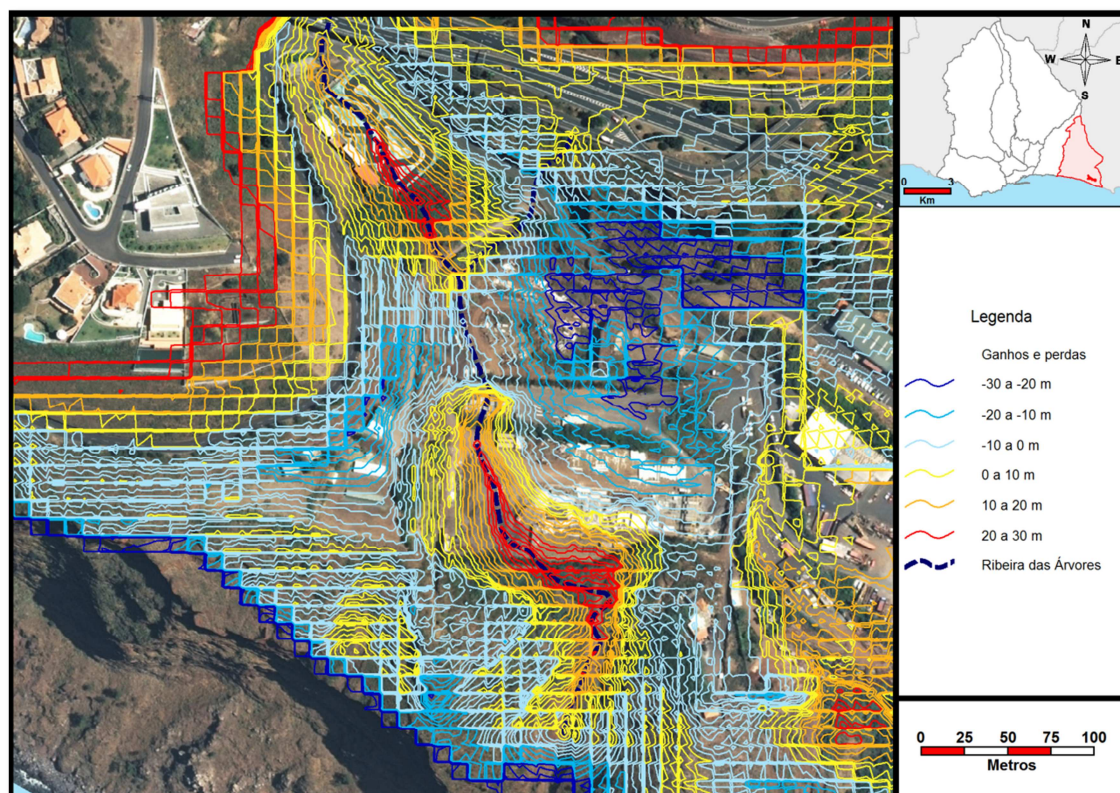 N
W E
S
0 3
Km
Legenda
Ganhos e perdas
-30 a -20 m
-20 a -10 m
-10 a 0 m
0 a 10 m
10 a 20 m
20 a 30 m
Ribeira das Árvores
0 25 50 75 100
Metros